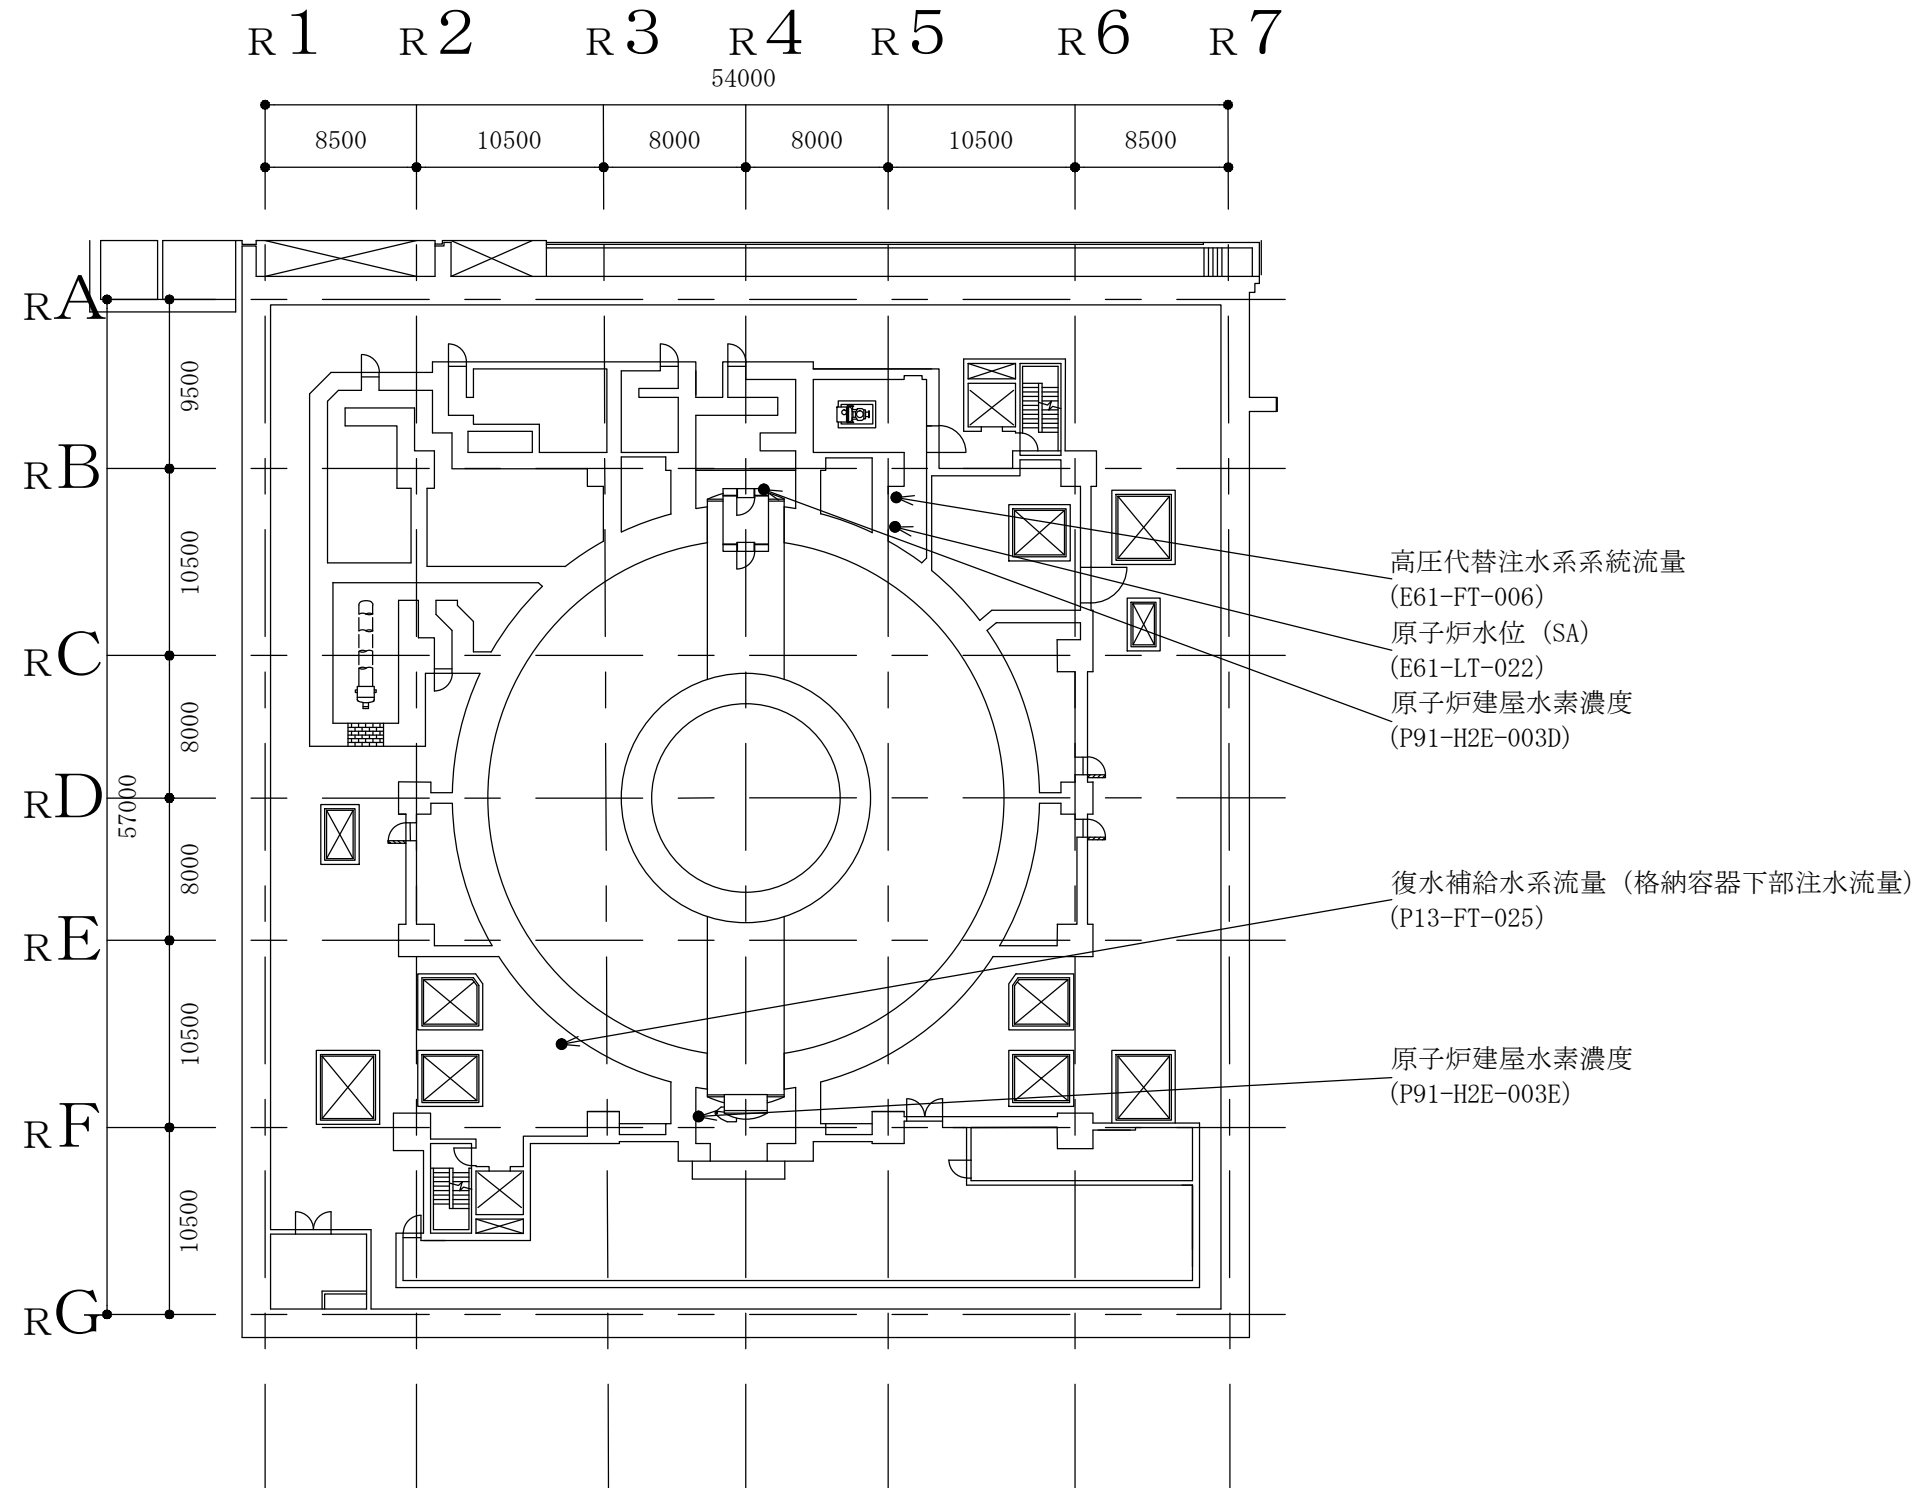 R1 R2 R3 R4 R5 R6 R7
54000
8500 10500 8000 8000 10500 8500
RA
9500
RB
10500
RC
8000
RD
57000
8000
RE
10500
RF
10500
RG
高圧代替注水系系統流量
(E61-FT-006)
原子炉水位 (SA)
(E61-LT-022)
原子炉建屋水素濃度
(P91-H2E-003D)
復水補給水系流量 (格納容器下部注水流量)
(P13-FT-025)
原子炉建屋水素濃度
(P91-H2E-003E)